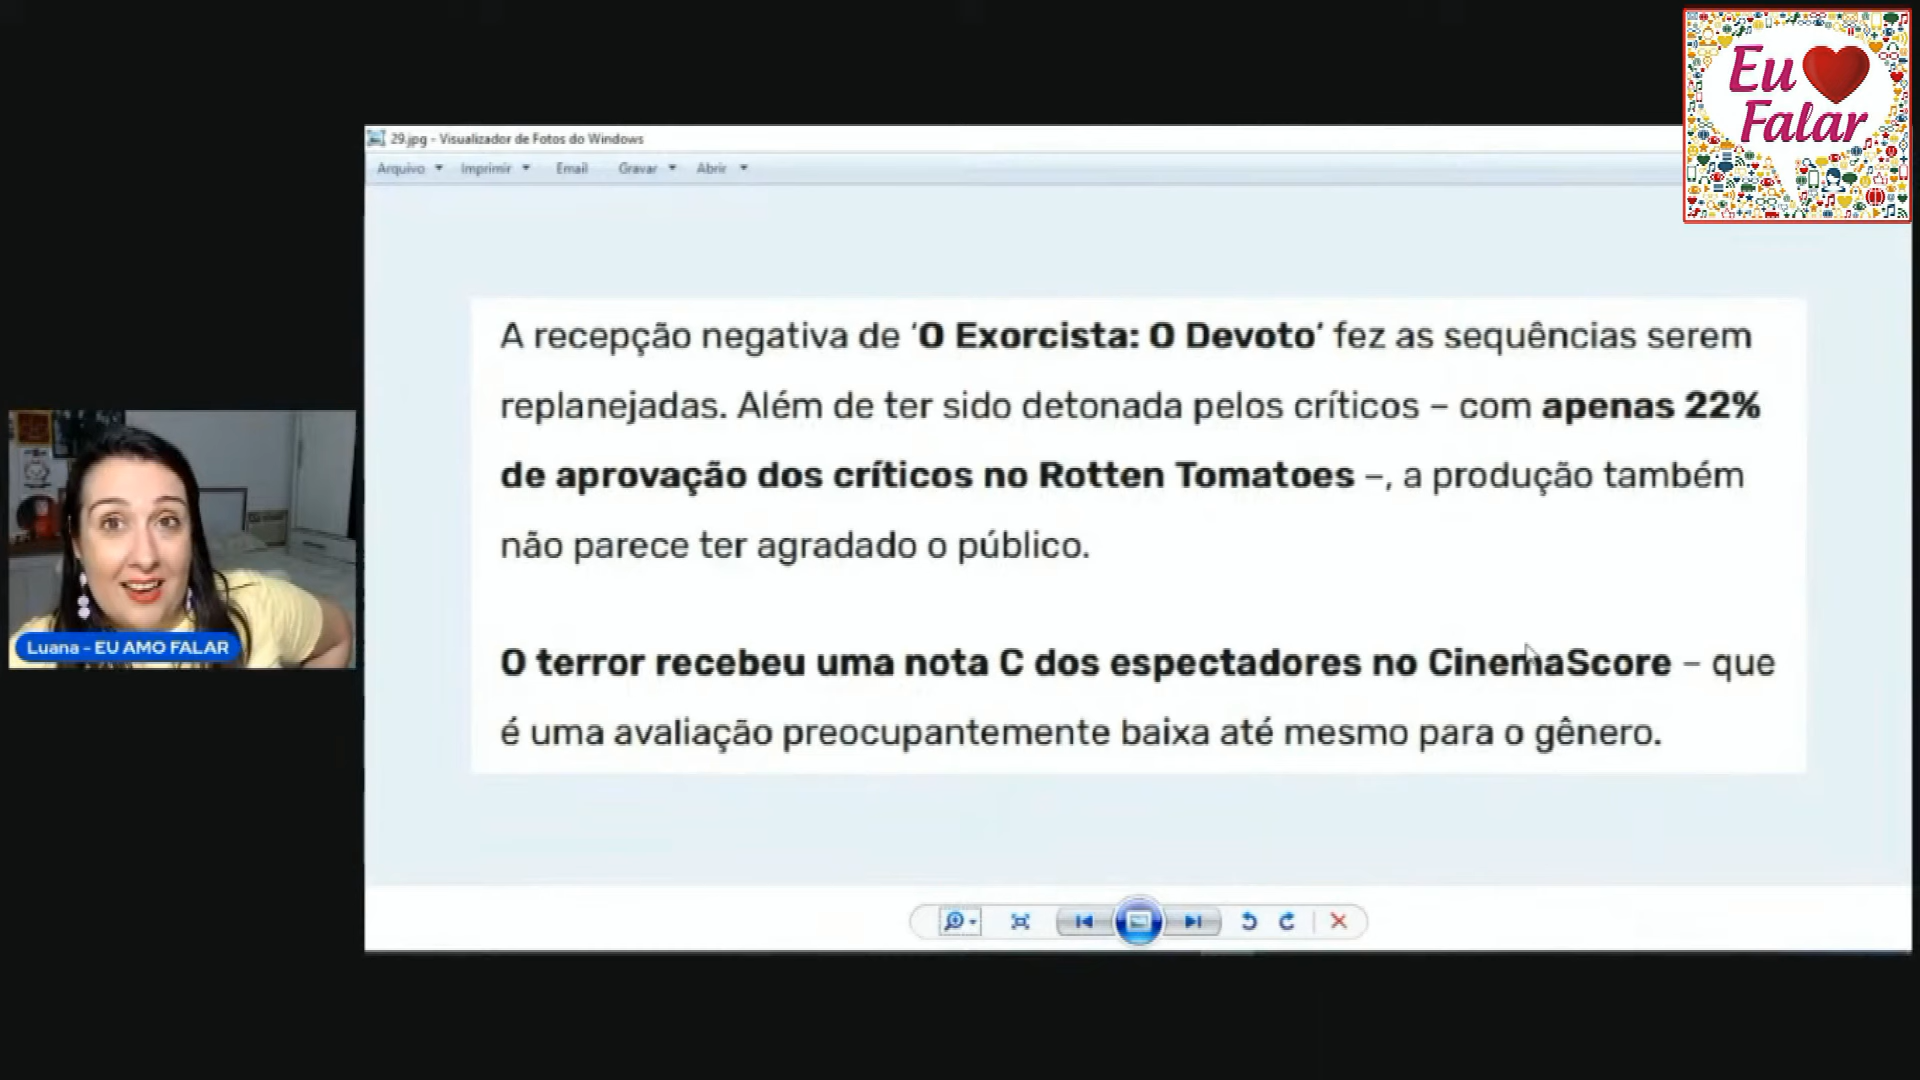 Eu
Falar
29.jpg - Visualizador de Fotos do Windows
Arquivo Imprimir Email Gravar Abrir
A recepção negativa de ‘O Exorcista: O Devoto’ fez as sequências serem
replanejadas. Além de ter sido detonada pelos críticos – com apenas 22%
de aprovação dos críticos no Rotten Tomatoes –, a produção também
não parece ter agradado o público.
O terror recebeu uma nota C dos espectadores no CinemaScore – que
é uma avaliação preocupantemente baixa até mesmo para o gênero.
Luana - EU AMO FALAR